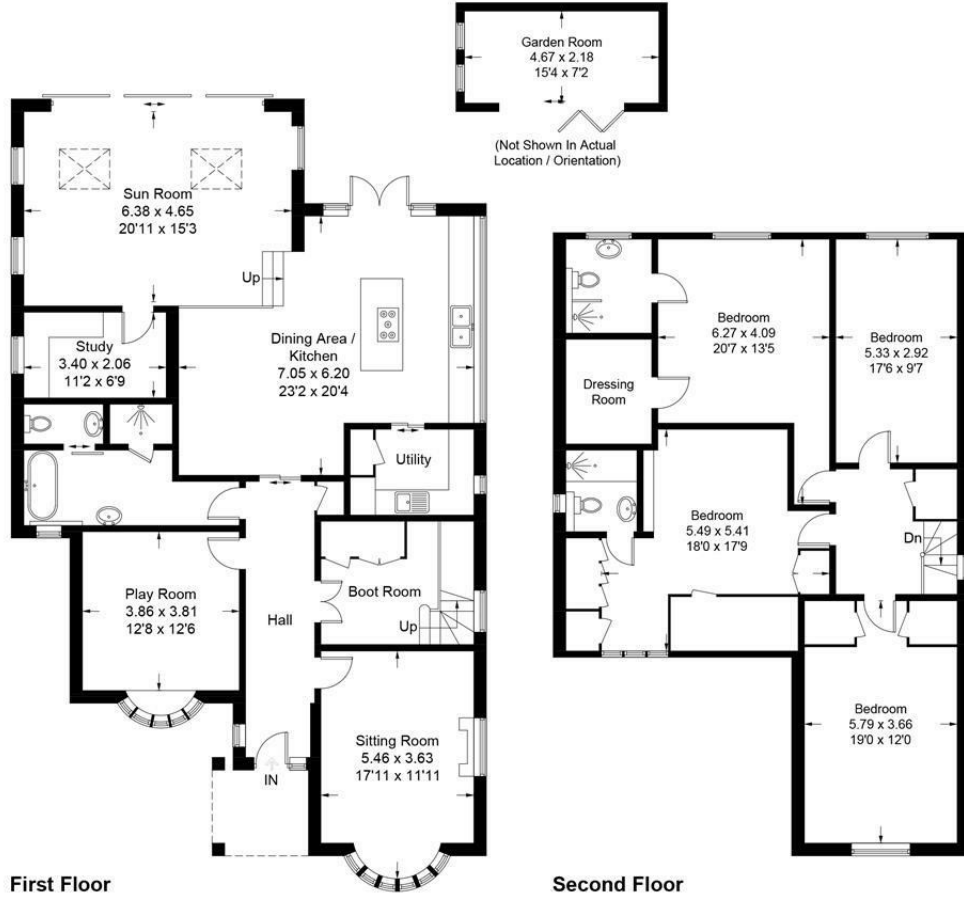 Garden Room
4.67 x 2.18
15'4 x 7'2
(Not Shown In Actual
Location / Orientation)
Sun Room
6.38 x 4.65
20'11 x 15'3
Up
Study
3.40 x 2.06
11'2 x 6'9
Dining Area /
Kitchen
7.05 x 6.20
23'2 x 20'4
Utility
Play Room
3.86 x 3.81
12'8 x 12'6
Hall
Boot Room
Up
Sitting Room
5.46 x 3.63
17'11 x 11'11
IN
First Floor
Bedroom
6.27 x 4.09
20'7 x 13'5
Bedroom
5.33 x 2.92
17'6 x 9'7
Dressing
Room
Bedroom
5.49 x 5.41
18'0 x 17'9
Dn
Bedroom
5.79 x 3.66
19'0 x 12'0
Second Floor